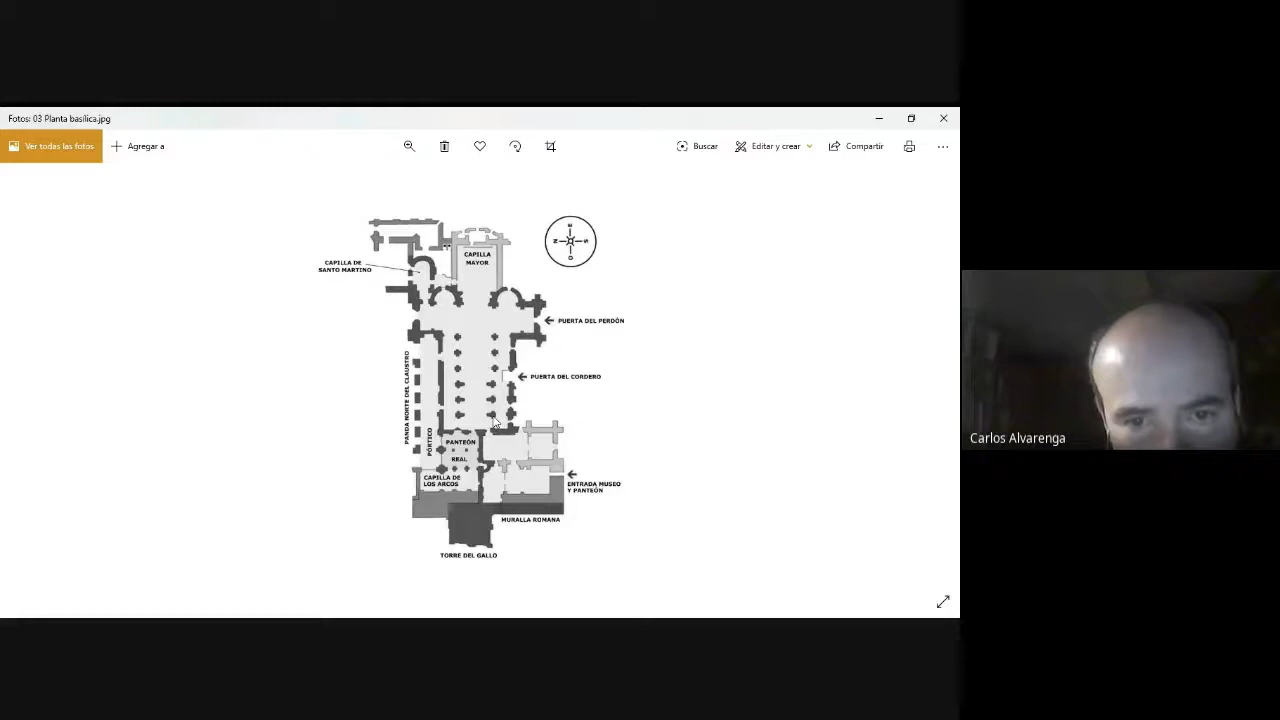 Fotos: 03 Planta basílica.jpg
Ver todas las fotos
Agregar a
Buscar
Editar y crear
Compartir
CAPILLA DE
SANTO MARTINO
CAPILLA
MAYOR
E
N
S
O
PUERTA DEL PERDÓN
PUERTA DEL CORDERO
PANDA NORTE DEL CLAUSTRO
PÓRTICO
PANTEÓN
REAL
CAPILLA DE
LOS ARCOS
ENTRADA MUSEO
Y PANTEÓN
MURALLA ROMANA
TORRE DEL GALLO
Carlos Alvarenga